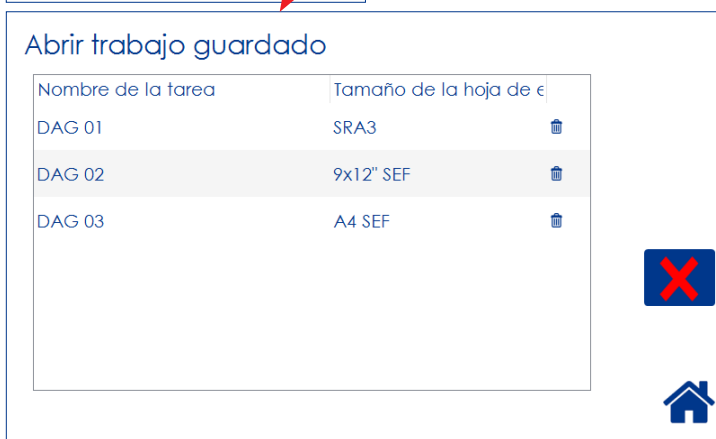 Abrir trabajo guardado
Nombre de la tarea Tamaño de la hoja de e
DAG 01 SRA3
DAG 02 9x12" SEF
DAG 03 A4 SEF